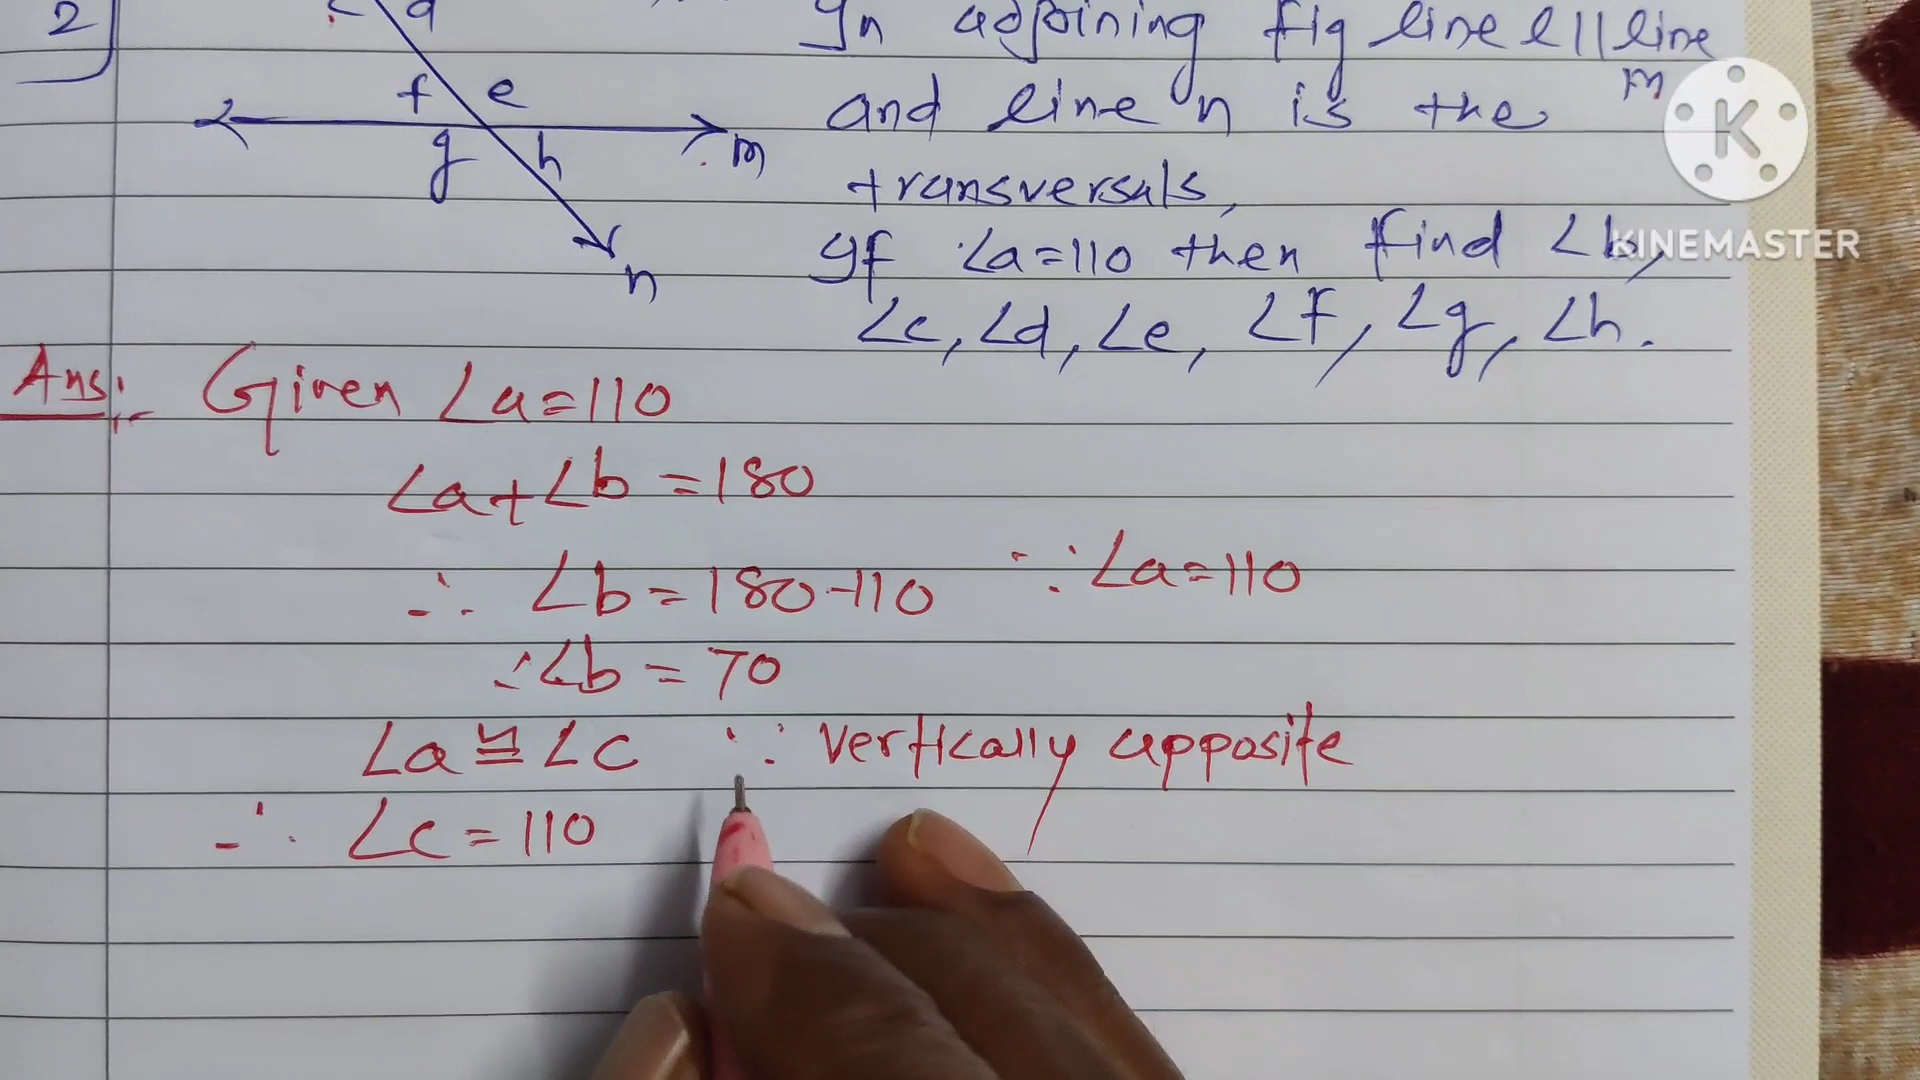 2
a
In adjoining fig line l || line m
f e
and line n is the
g h m
transversals,
n
If ∠a=110 then find ∠b,
∠c, ∠d, ∠e, ∠f, ∠g, ∠h.
K
KINEMASTER
Ans:- Given ∠a=110
∠a+∠b =180
∴ ∠b=180-110 ∵ ∠a=110
∴ ∠b = 70
∠a ≅ ∠c ∵ vertically apposite
∴ ∠c = 110